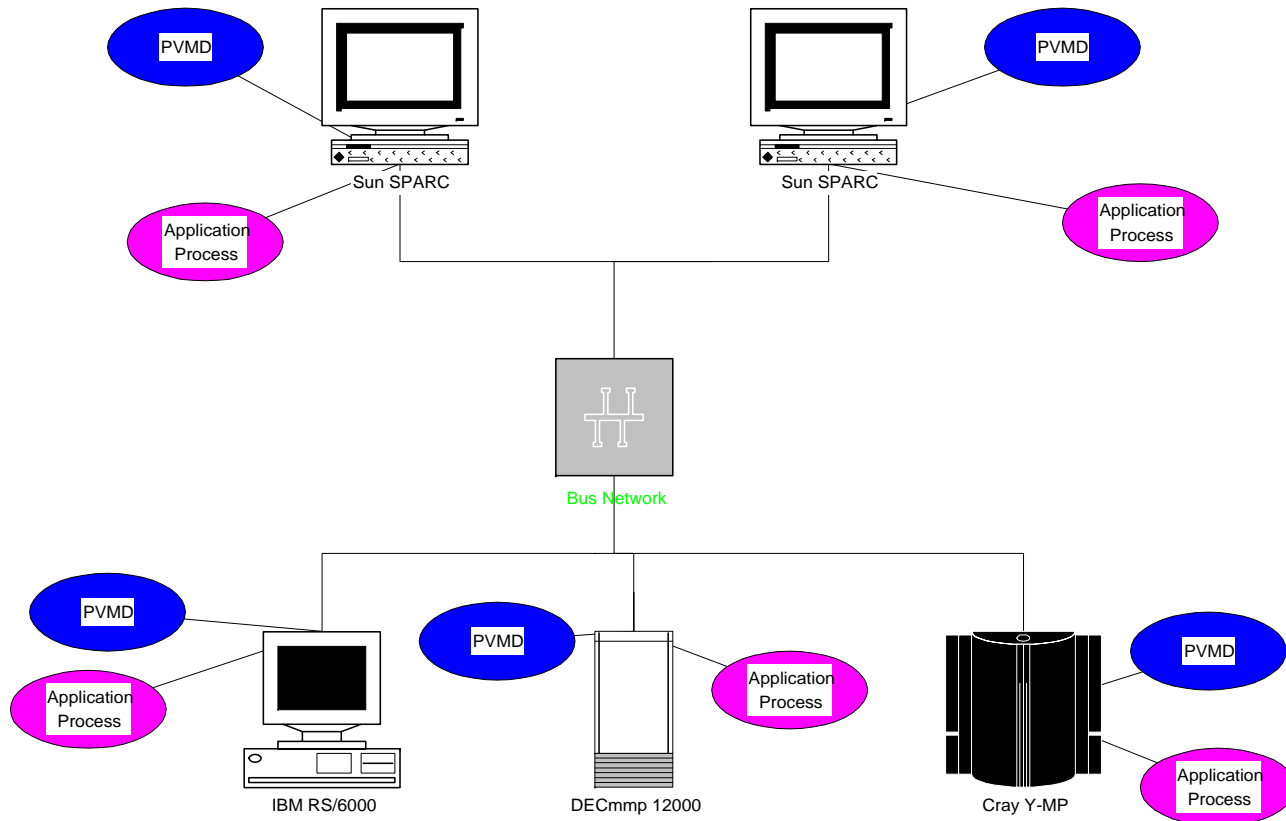 PVMD
PVMD
Sun SPARC
Sun SPARC
Application
Process
Application
Process
Bus Network
PVMD
Application
Process
PVMD
Application
Process
PVMD
Application
Process
IBM RS/6000
DECmmp 12000
Cray Y-MP